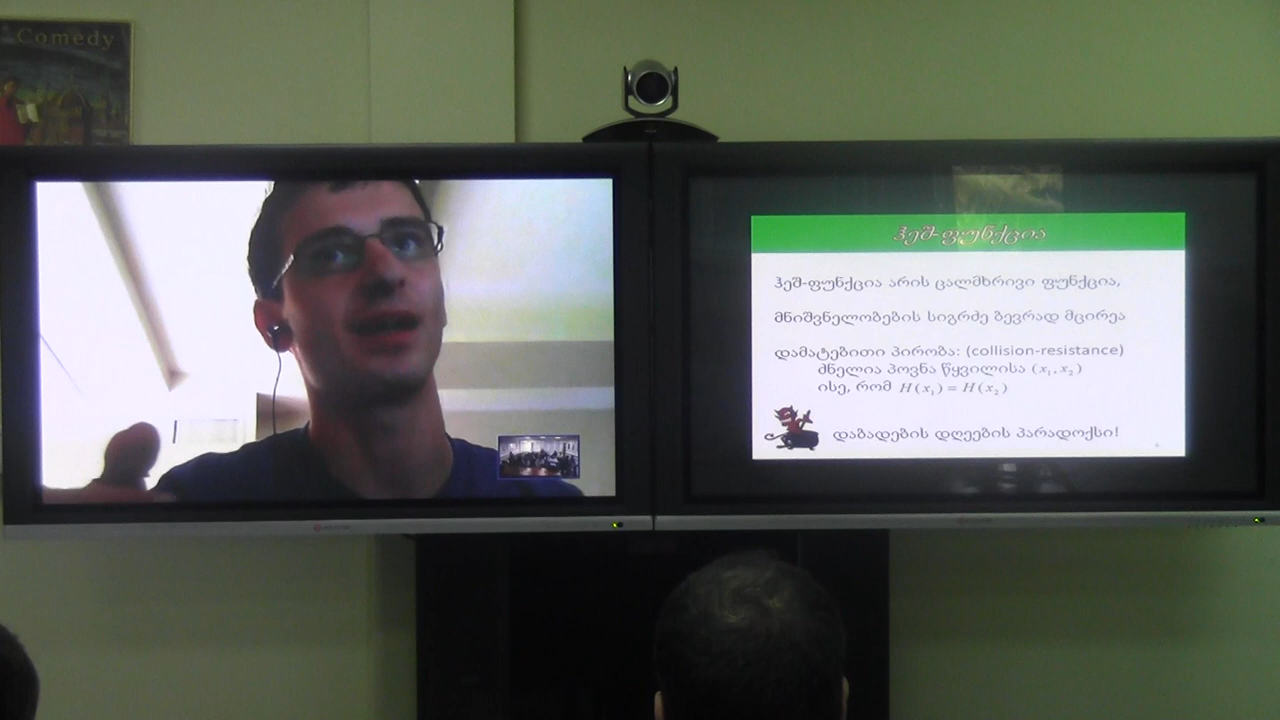 Comedy
ჰეშ-ფუნქცია
ჰეშ-ფუნქცია არის ცალმხრივი ფუნქცია,
მნიშვნელობების სიგრძე ბევრად მცირეა
დამატებითი პირობა: (collision-resistance)
ძნელია პოვნა წყვილისა (x₁, x₂)
ისე, რომ H(x₁) = H(x₂)
დაბადების დღეების პარადოქსი!